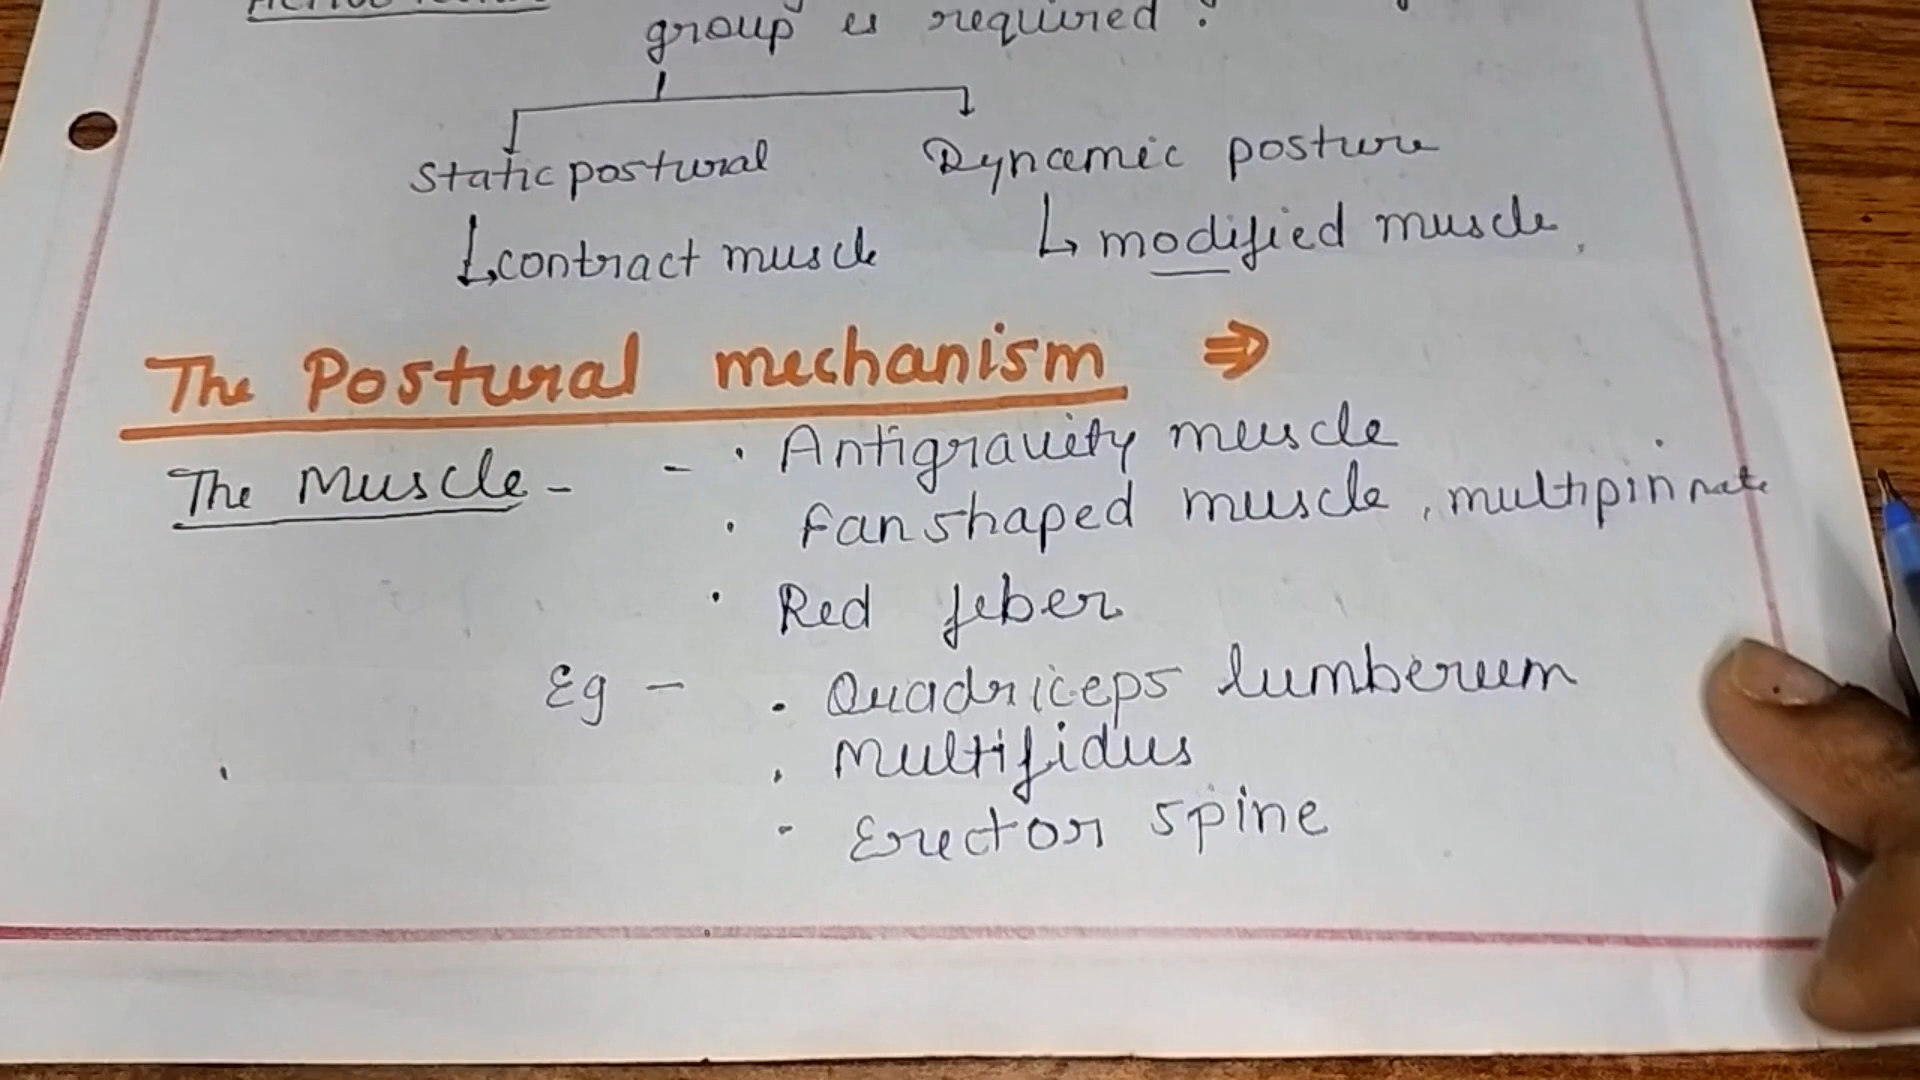 group is required.
Static postural
Dynamic posture
contract muscle
modified muscle.
The Postural mechanism ⇒
The Muscle - - • Antigravity muscle
• fan shaped muscle, multipinnate
• Red fiber
Eg - • Quadriceps lumberum
• Multifidus
- Erector spine